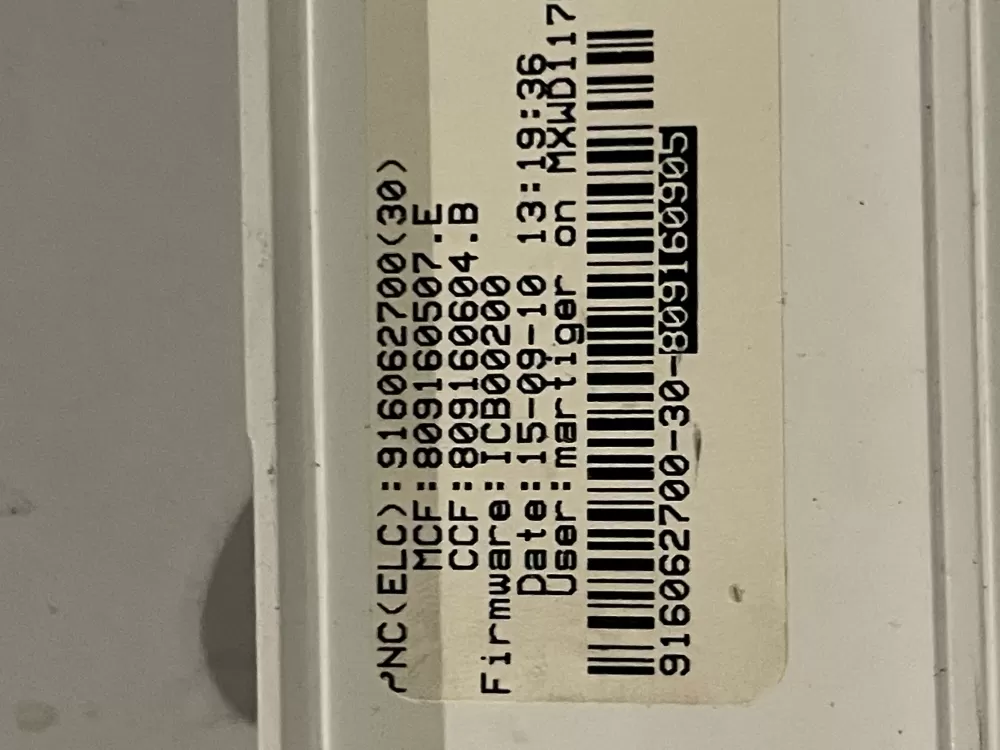 PNC(ELC):916062700(30)
MCF:809160507.E
CCF:809160604.B
Firmware:ICB00200
Date:15-09-10 13:19:36
User:martiger on MXWD117
916062700-30-809160905